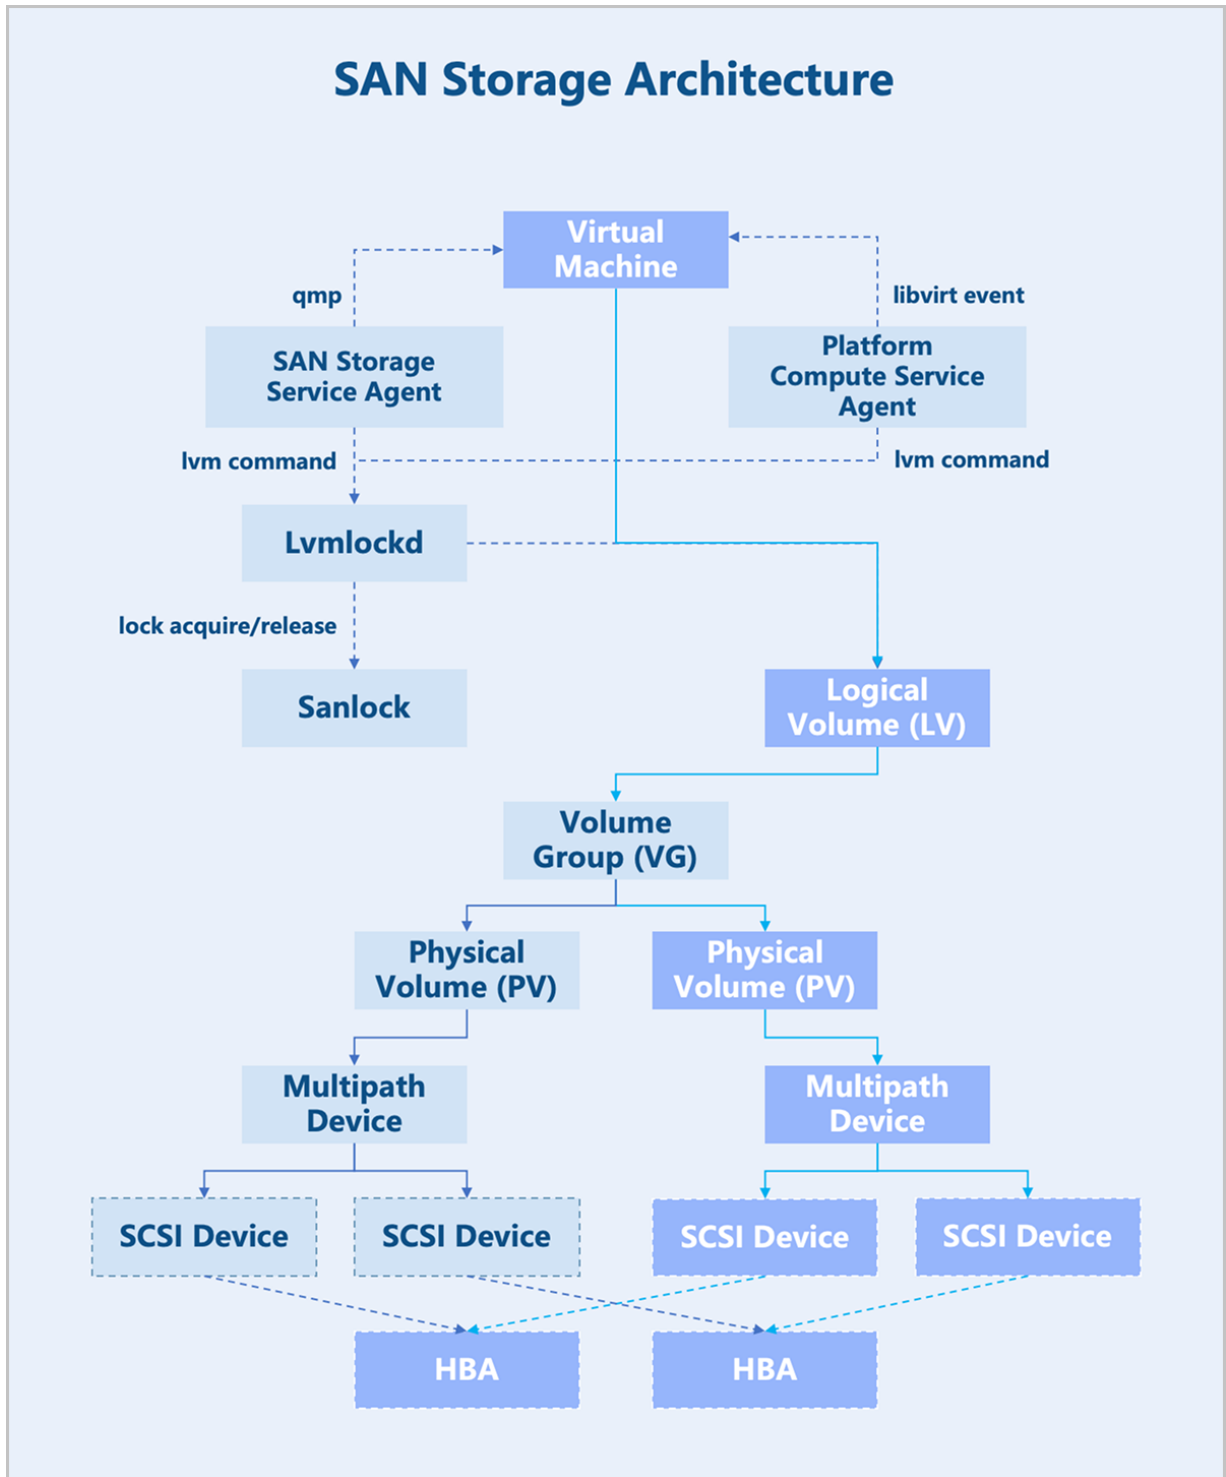 SAN Storage Architecture
Virtual
Machine
qmp
libvirt event
SAN Storage
Service Agent
Platform
Compute Service
Agent
lvm command
lvm command
Lvmlockd
lock acquire/release
Sanlock
Logical
Volume (LV)
Volume
Group (VG)
Physical
Volume (PV)
Physical
Volume (PV)
Multipath
Device
Multipath
Device
SCSI Device
SCSI Device
SCSI Device
SCSI Device
HBA
HBA